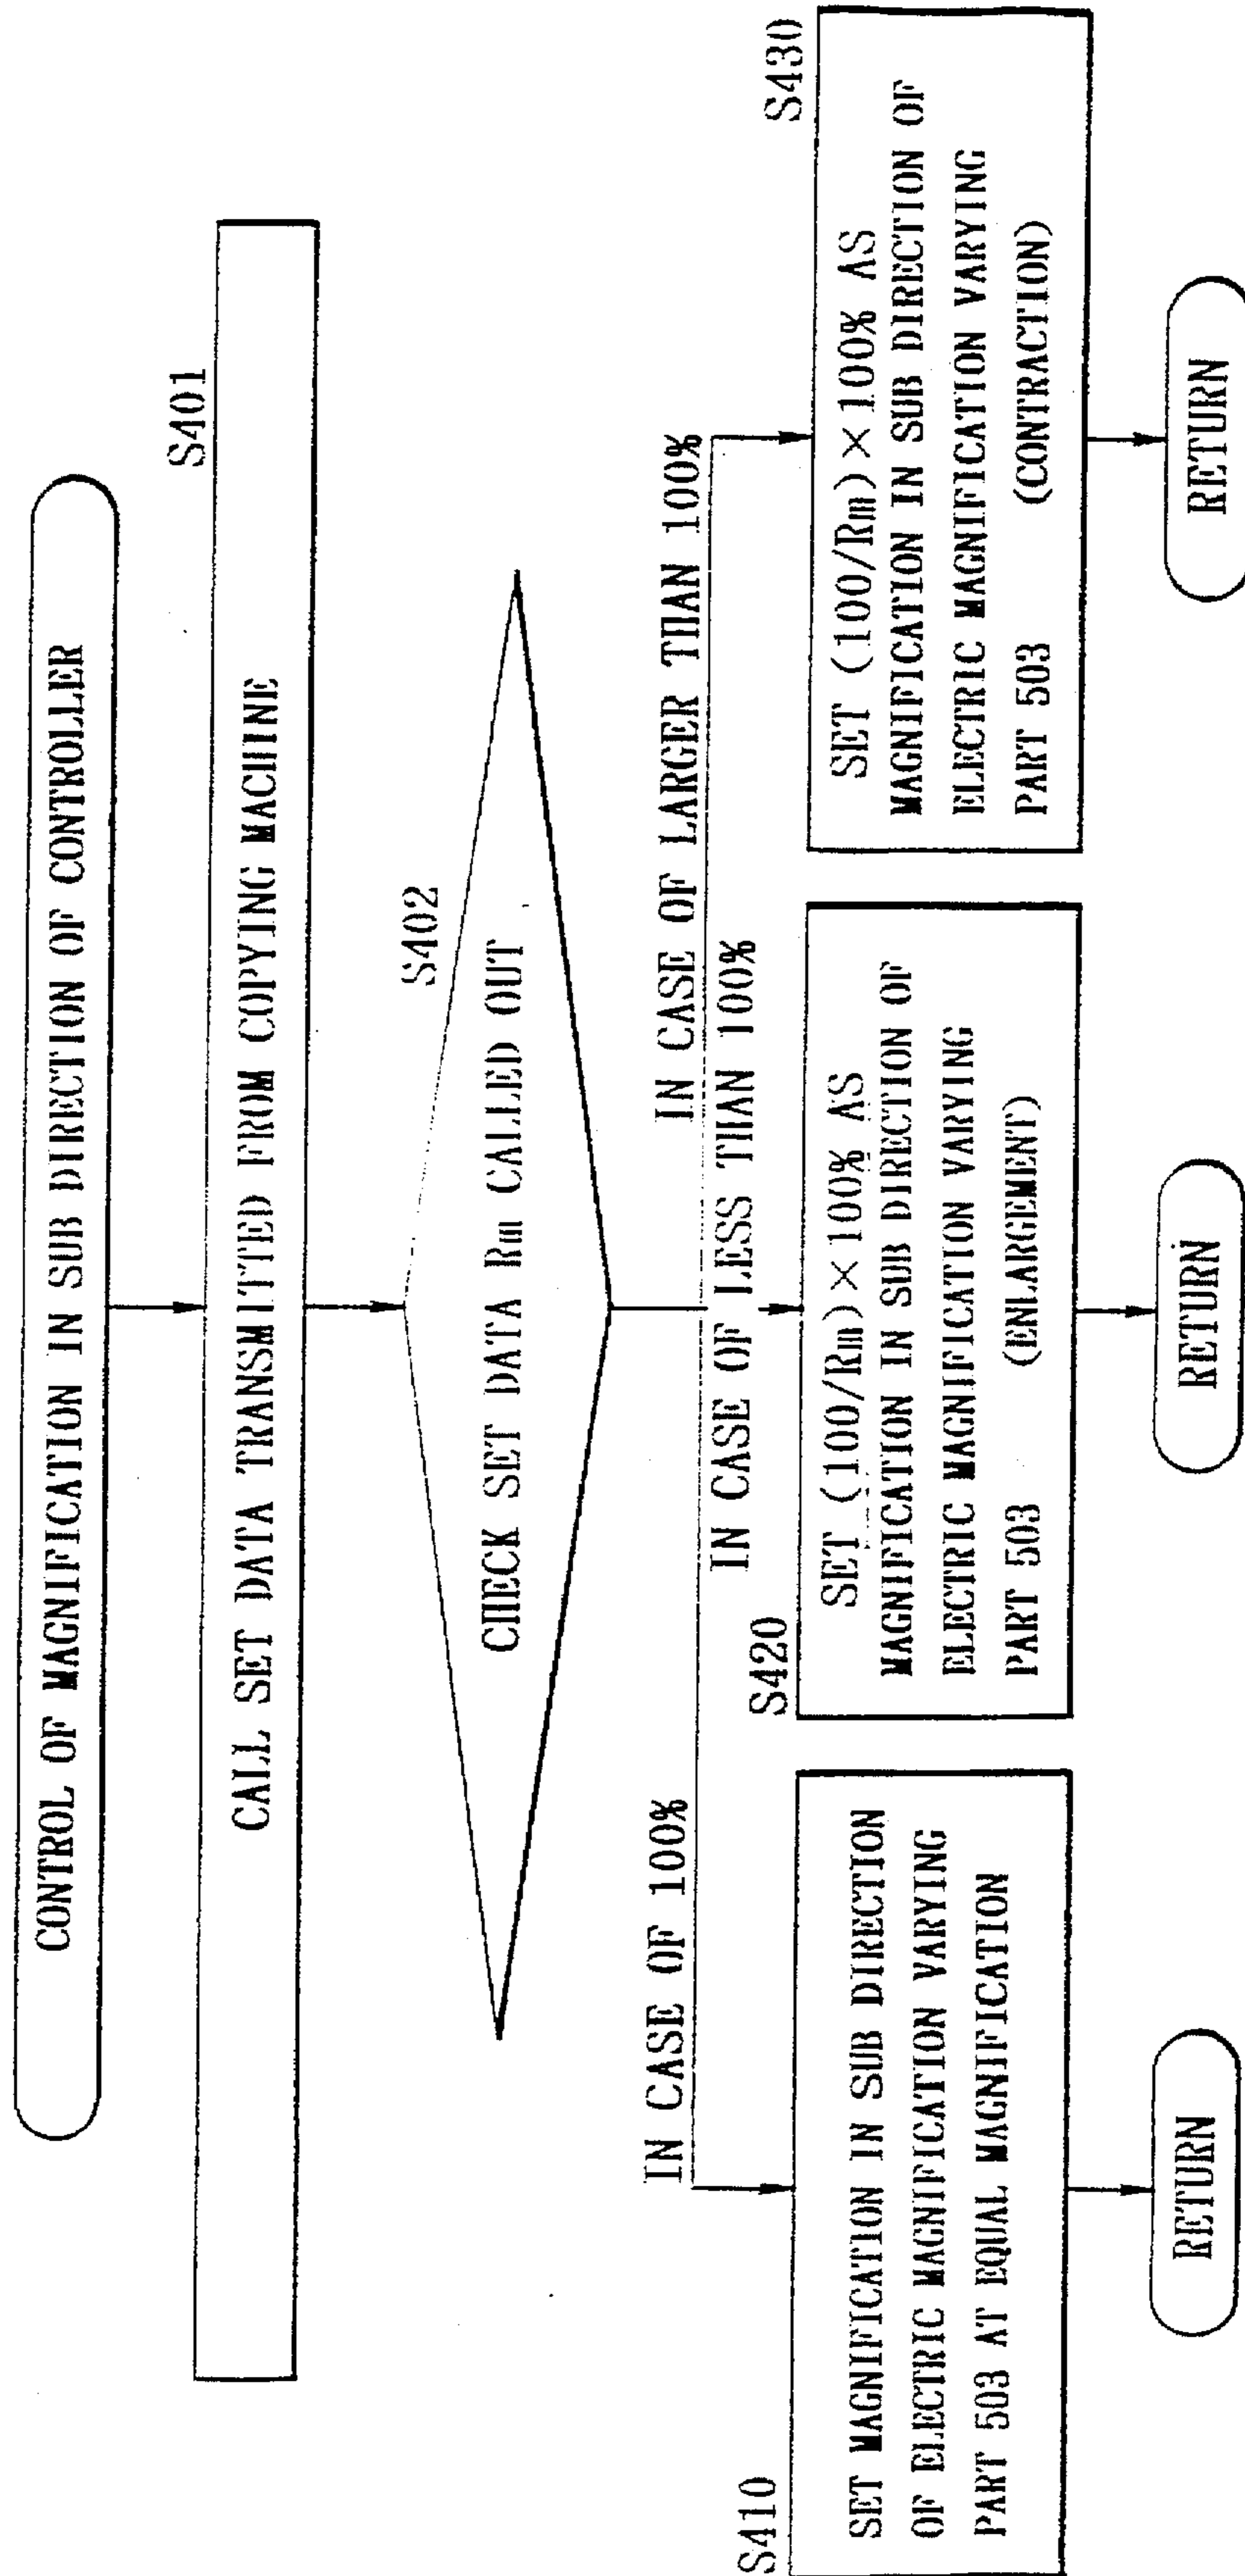 CONTROL OF MAGNIFICATION IN SUB DIRECTION OF CONTROLLER
S401
CALL SET DATA TRANSMITTED FROM COPYING MACHINE
S402
CHECK SET DATA Rm CALLED OUT
IN CASE OF 100%
IN CASE OF LARGER THAN 100%
IN CASE OF LESS THAN 100%
S410
SET MAGNIFICATION IN SUB DIRECTION
OF ELECTRIC MAGNIFICATION VARYING
PART 503 AT EQUAL MAGNIFICATION
RETURN
S420
SET (100/Rm)×100% AS
MAGNIFICATION IN SUB DIRECTION OF
ELECTRIC MAGNIFICATION VARYING
PART 503 (ENLARGEMENT)
RETURN
S430
SET (100/Rm)×100% AS
MAGNIFICATION IN SUB DIRECTION OF
ELECTRIC MAGNIFICATION VARYING
PART 503 (CONTRACTION)
RETURN